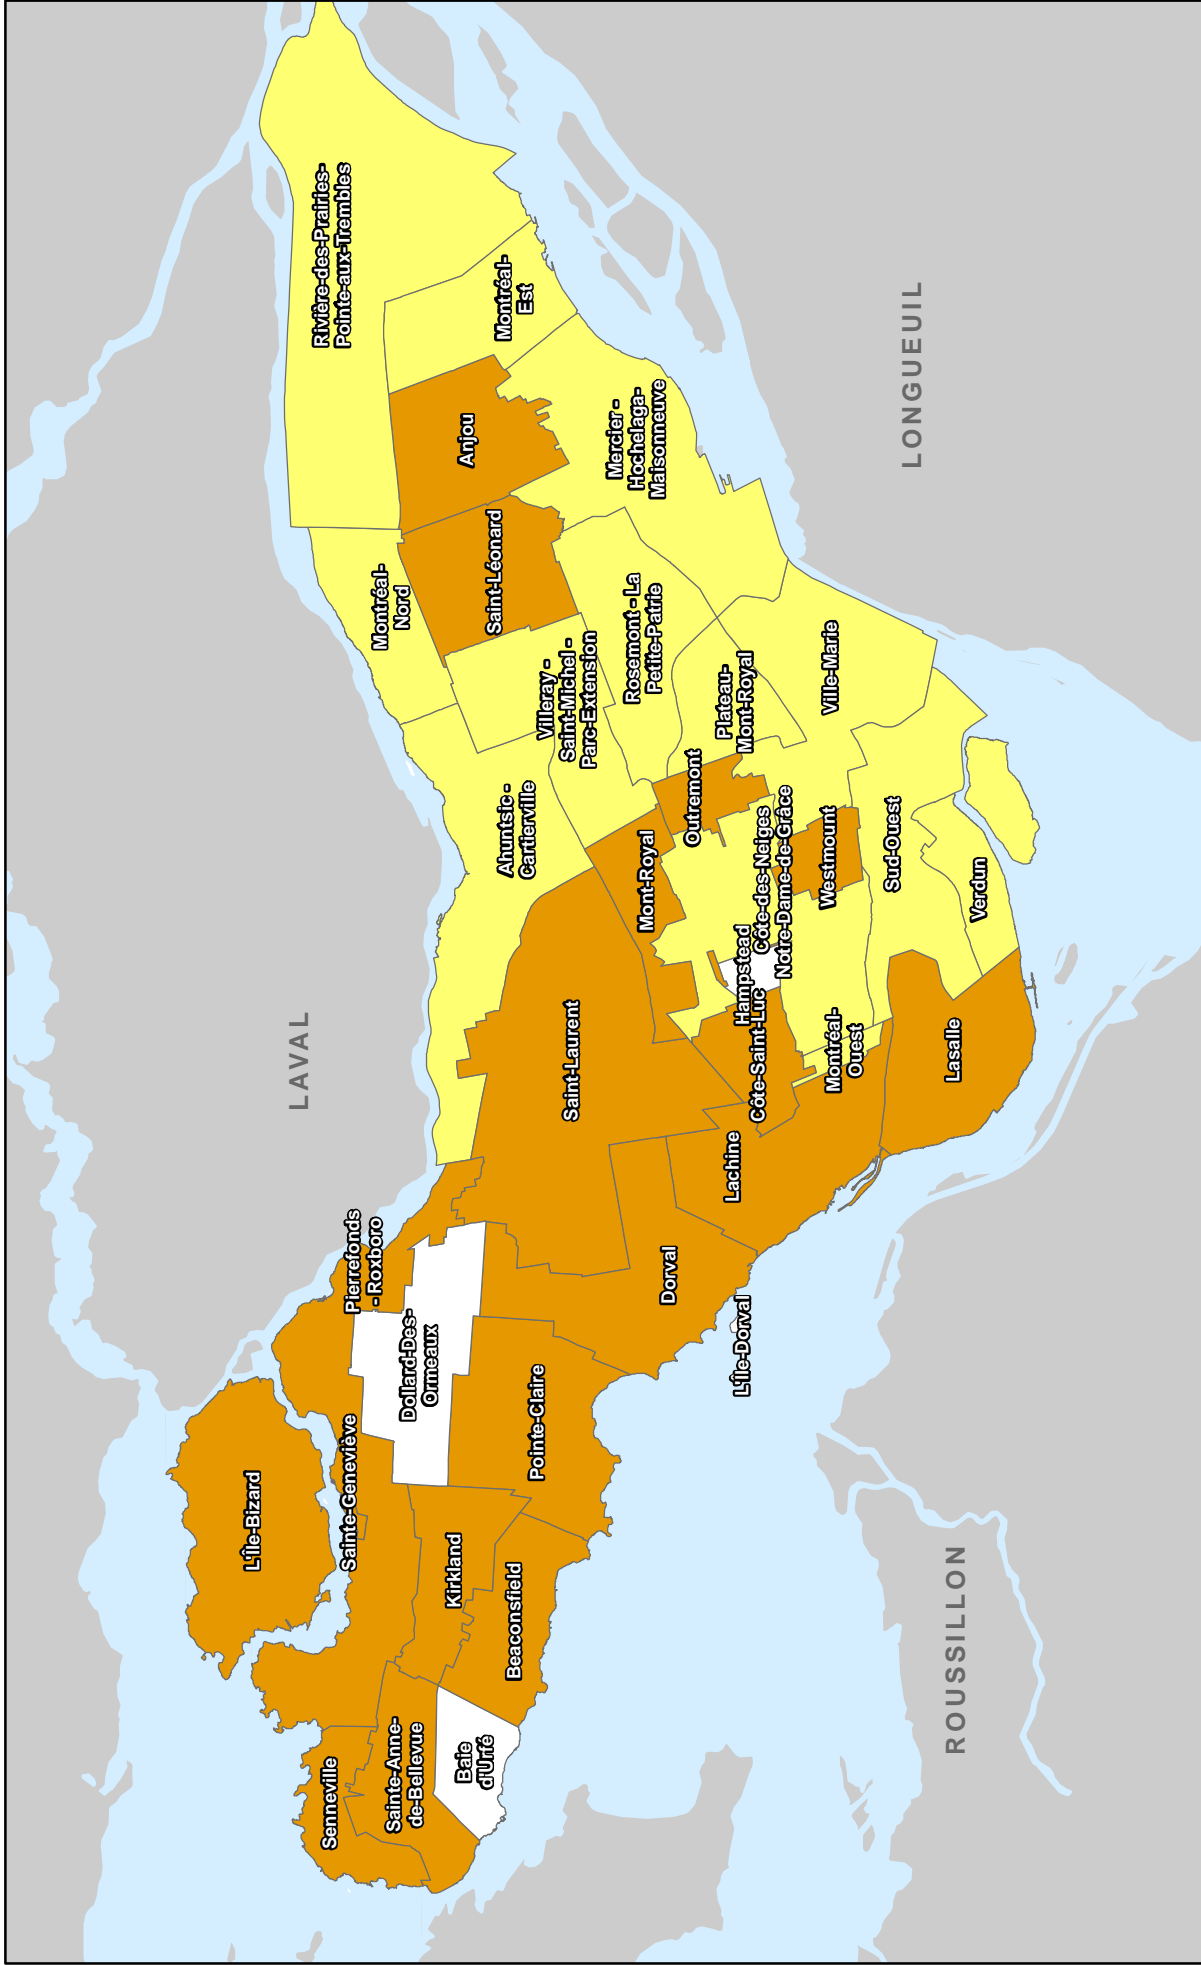 Rivière-des-Prairies-
Pointe-aux-Trembles
Montréal-
Est
Anjou
Mercier -
Hochelaga-
Maisonneuve
LONGUEUIL
Montréal-
Nord
Saint-Léonard
Villeray -
Saint-Michel -
Parc-Extension
Rosemont - La
Petite-Patrie
Plateau-
Mont-Royal
Ville-Marie
Ahuntsic -
Cartierville
Mont-Royal
Outremont
Côte-des-Neiges
Notre-Dame-de-Grâce
Westmount
Sud-Ouest
Verdun
LAVAL
Saint-Laurent
Hampstead
Côte-Saint-Luc
Montréal-
Ouest
Lasalle
Lachine
Pierrefonds
- Roxboro
Dollard-Des-
Ormeaux
Dorval
L'Île-Dorval
Pointe-Claire
L'Île-Bizard
Sainte-Geneviève
Kirkland
Beaconsfield
Senneville
Sainte-Anne-
de-Bellevue
Baie
d'Urfé
ROUSSILLON